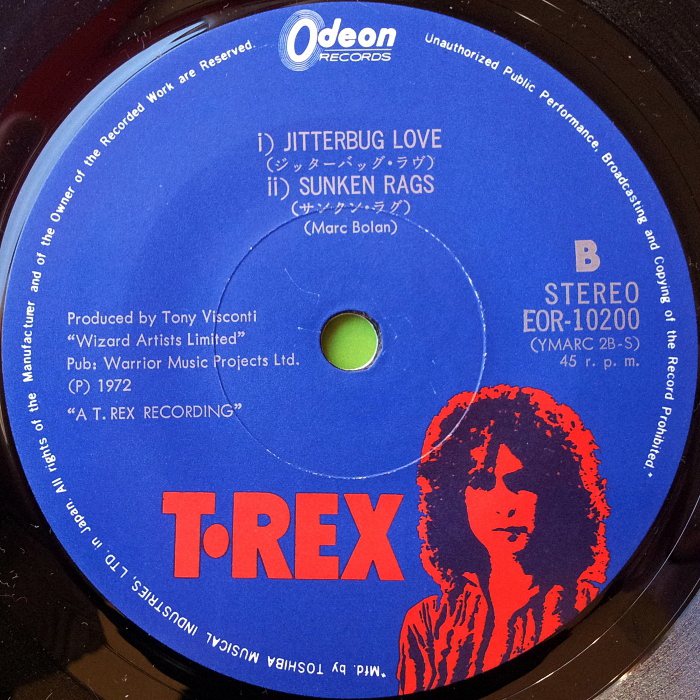 Odeon
RECORDS
i) JITTERBUG LOVE
(ジッターバッグ・ラヴ)
ii) SUNKEN RAGS
(サンクン・ラグ)
(Marc Bolan)
B
STEREO
EOR-10200
(YMARC 2B-S)
45 r. p. m.
Produced by Tony Visconti
"Wizard Artists Limited"
Pub: Warrior Music Projects Ltd.
(P) 1972
"A T. REX RECORDING"
T•REX
*Mfd. by TOSHIBA MUSICAL INDUSTRIES, LTD. in Japan. All rights of the Manufacturer and of the Owner of the Recorded Work are Reserved. Unauthorized Public Performance, Broadcasting and Copying of the Record Prohibited.*